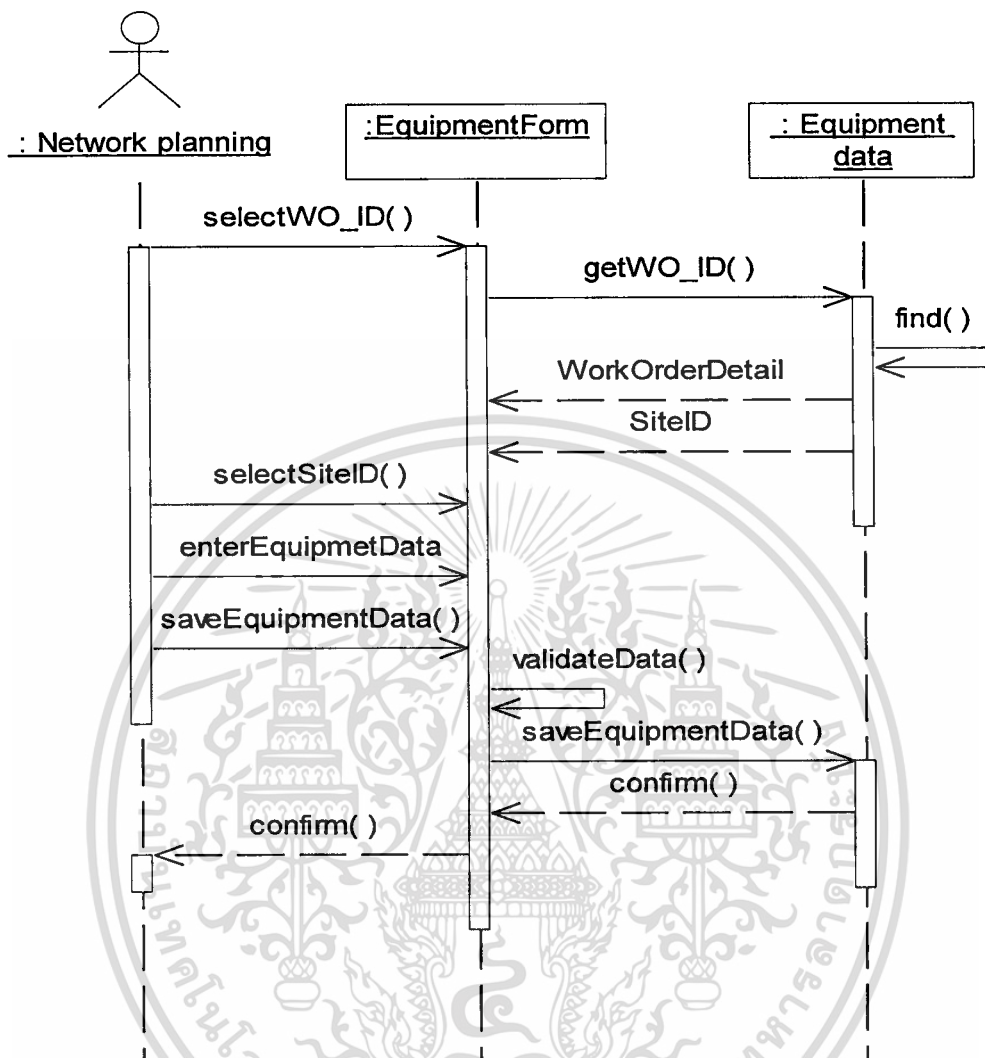 : Network planning
:EquipmentForm
: Equipment
data
selectWO_ID( )
getWO_ID( )
find( )
WorkOrderDetail
SiteID
selectSiteID( )
enterEquipmetData
saveEquipmentData( )
validateData( )
saveEquipmentData( )
confirm( )
confirm( )